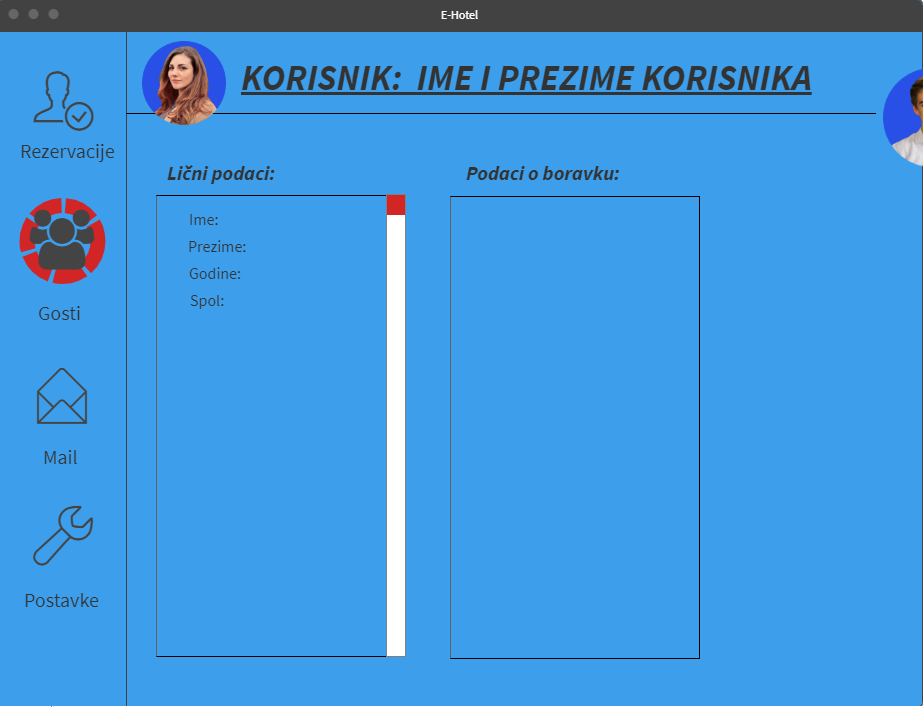 E-Hotel
KORISNIK: IME I PREZIME KORISNIKA
Rezervacije
Gosti
Mail
Postavke
Lični podaci:
Ime:
Prezime:
Godine:
Spol:
Podaci o boravku: